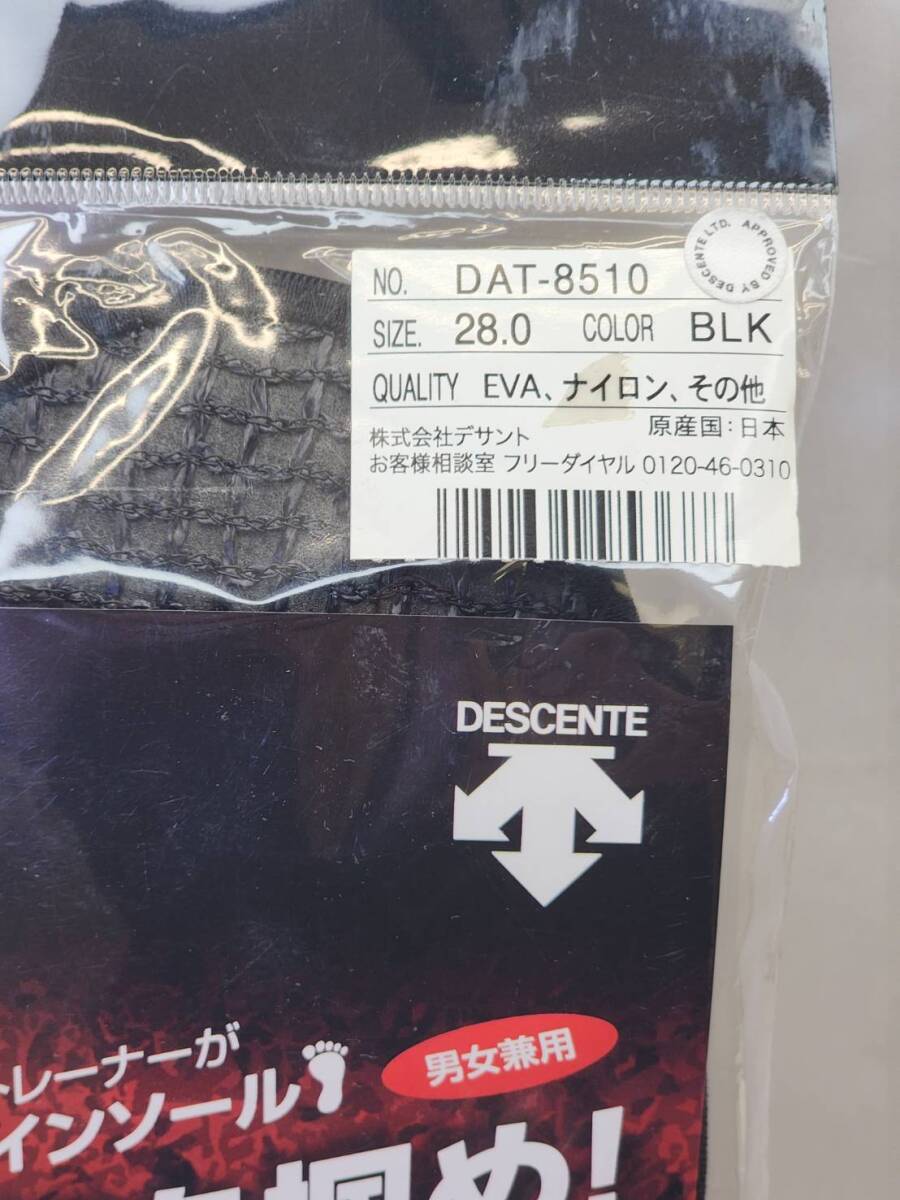 DESCENTE LTD. APPROVED BY
NO. DAT-8510
SIZE. 28.0 COLOR BLK
QUALITY EVA、ナイロン、その他
原産国：日本
株式会社デサント
お客様相談室 フリーダイヤル 0120-46-0310
DESCENTE
トレーナーが
インソール
男女兼用
掴め！